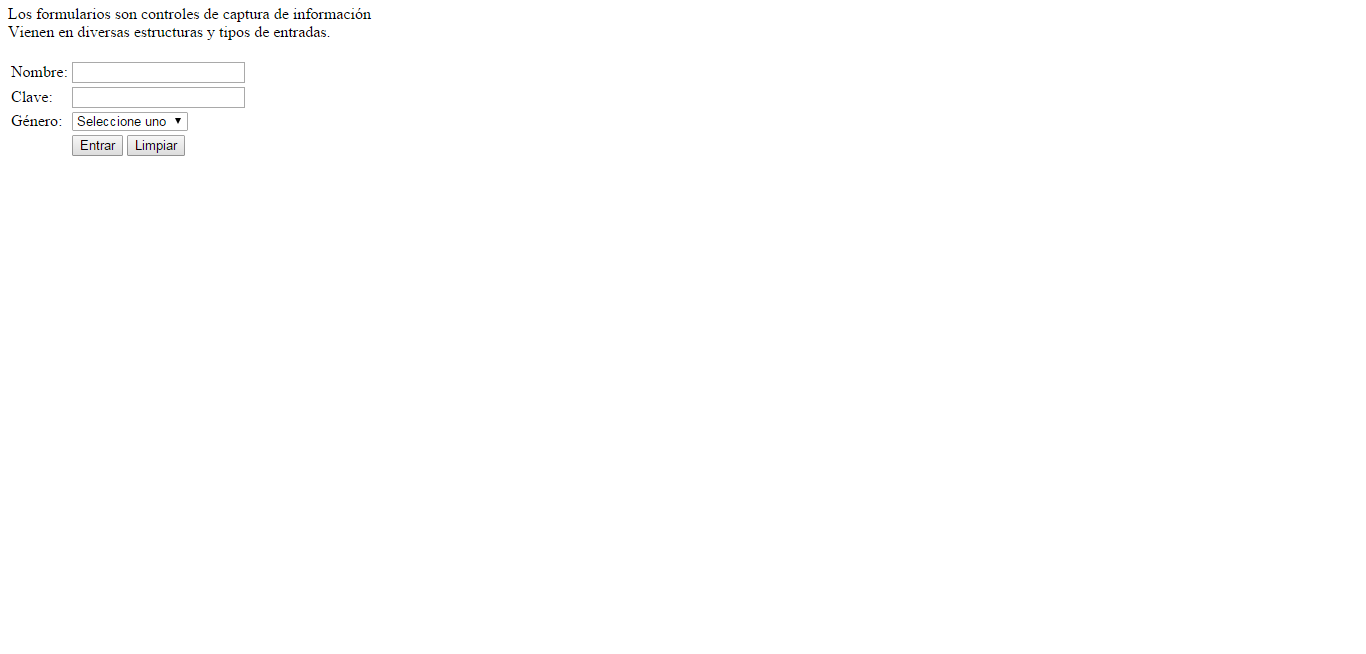 Los formularios son controles de captura de información
Vienen en diversas estructuras y tipos de entradas.
Nombre:
Clave:
Género: Seleccione uno
Entrar Limpiar